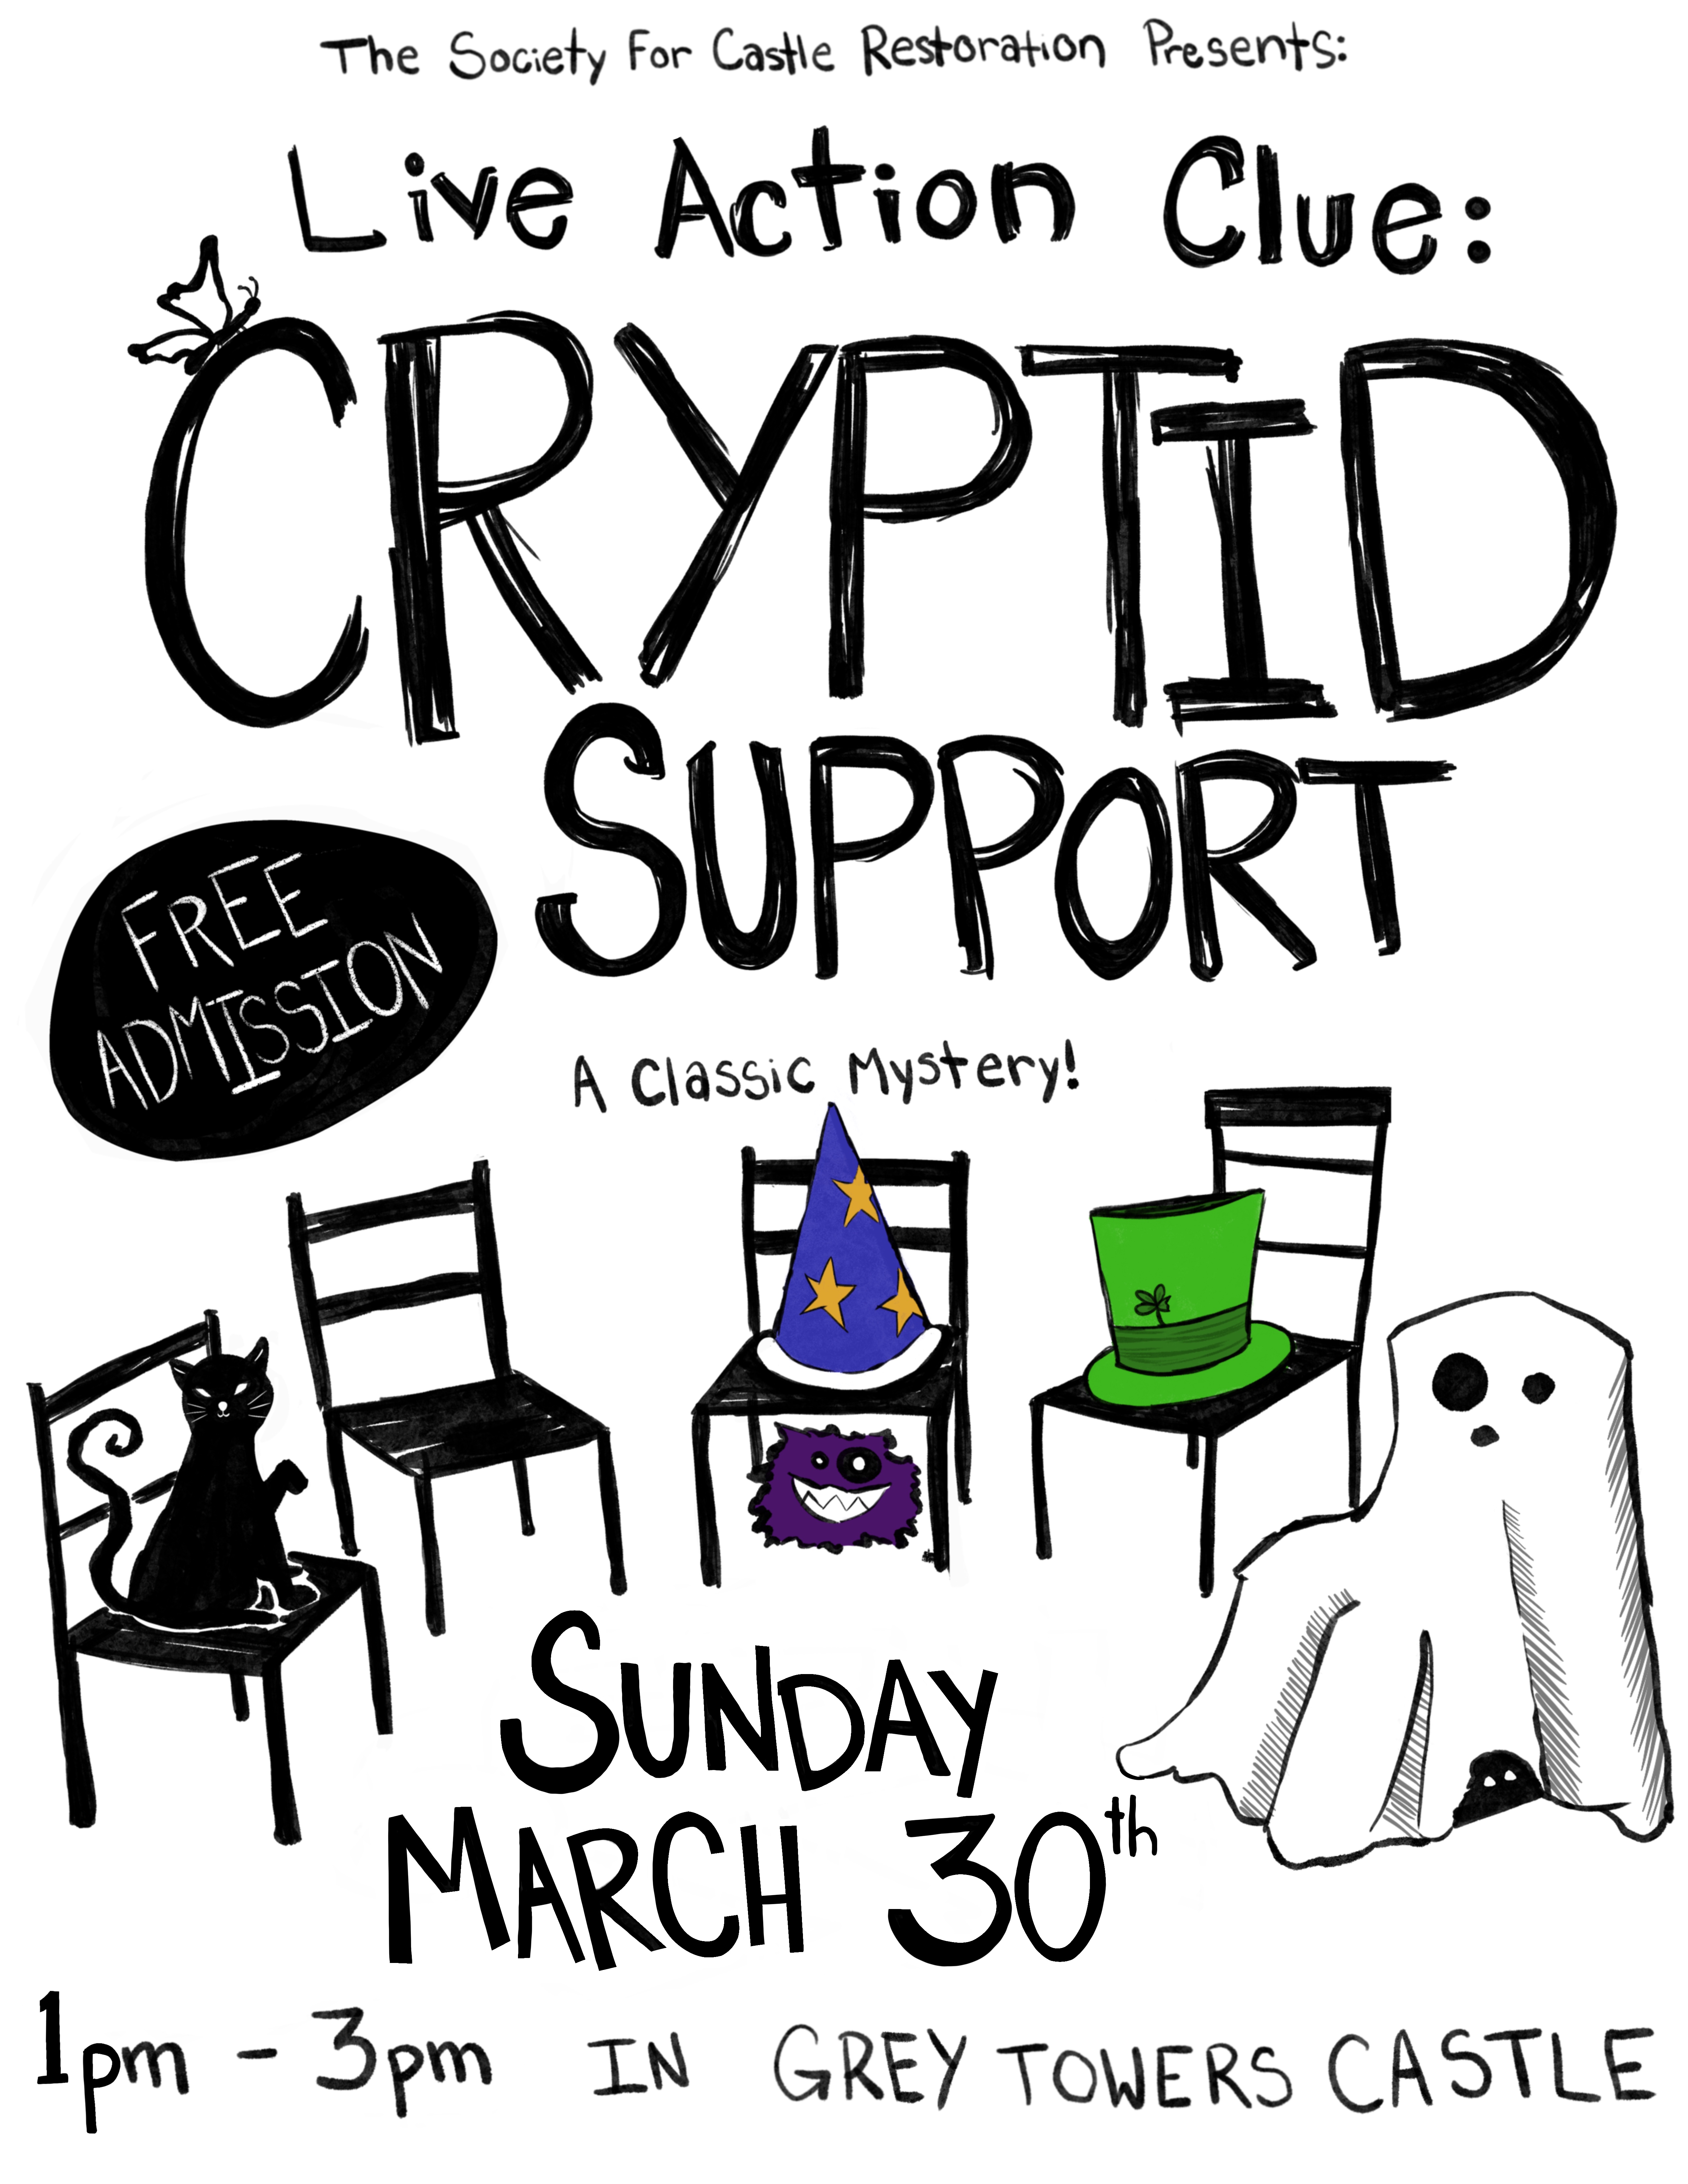 The Society For Castle Restoration Presents:
Live Action Clue:
CRYPTID
SUPPORT
FREE
ADMISSION
A Classic Mystery!
SUNDAY
MARCH 30th
1pm - 3pm IN GREY TOWERS CASTLE